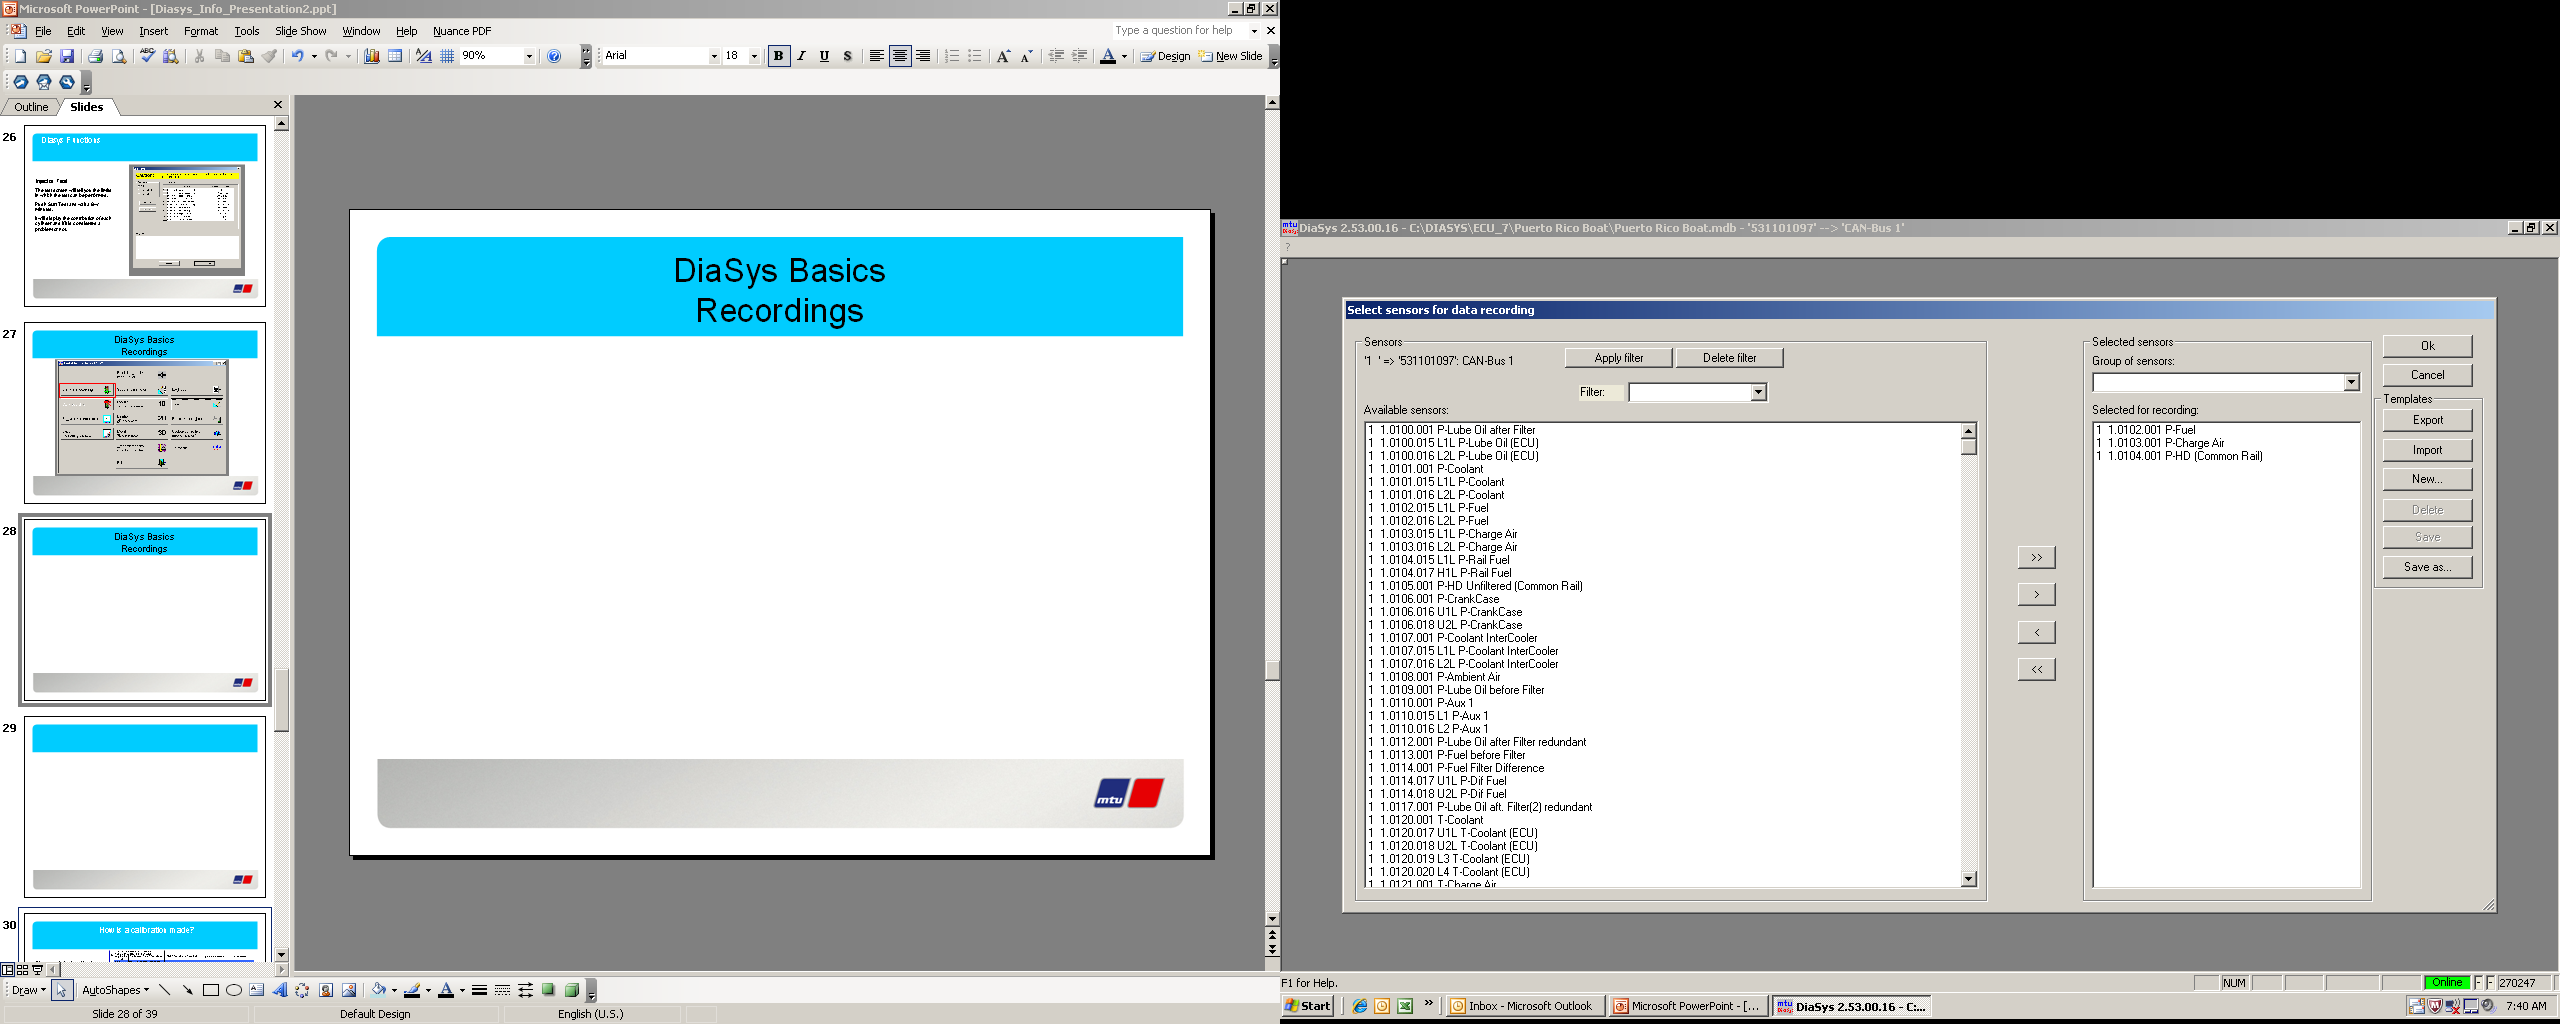 Microsoft PowerPoint - [Diasys_Info_Presentation2.ppt]
File Edit View Insert Format Tools Slide Show Window Help Nuance PDF
Type a question for help
90%
Arial
18
B I U S
Design
New Slide
Outline
Slides
26
Diasys Functions
27
DiaSys Basics
Recordings
28
DiaSys Basics
Recordings
29
30
How is a calibration made?
DiaSys Basics
Recordings
mtu
Draw
AutoShapes
Slide 28 of 39
Default Design
English (U.S.)
DiaSys 2.53.00.16 - C:\DIASYS\ECU_7\Puerto Rico Boat\Puerto Rico Boat.mdb - '531101097' --> 'CAN-Bus 1'
?
Select sensors for data recording
Sensors
'1 ' => '531101097': CAN-Bus 1
Apply filter
Delete filter
Filter:
Available sensors:
1 1.0100.001 P-Lube Oil after Filter
1 1.0100.015 L1L P-Lube Oil (ECU)
1 1.0100.016 L2L P-Lube Oil (ECU)
1 1.0101.001 P-Coolant
1 1.0101.015 L1L P-Coolant
1 1.0101.016 L2L P-Coolant
1 1.0102.015 L1L P-Fuel
1 1.0102.016 L2L P-Fuel
1 1.0103.015 L1L P-Charge Air
1 1.0103.016 L2L P-Charge Air
1 1.0104.015 L1L P-Rail Fuel
1 1.0104.017 H1L P-Rail Fuel
1 1.0105.001 P-HD Unfiltered (Common Rail)
1 1.0106.001 P-CrankCase
1 1.0106.016 U1L P-CrankCase
1 1.0106.018 U2L P-CrankCase
1 1.0107.001 P-Coolant InterCooler
1 1.0107.015 L1L P-Coolant InterCooler
1 1.0107.016 L2L P-Coolant InterCooler
1 1.0108.001 P-Ambient Air
1 1.0109.001 P-Lube Oil before Filter
1 1.0110.001 P-Aux 1
1 1.0110.015 L1 P-Aux 1
1 1.0110.016 L2 P-Aux 1
1 1.0112.001 P-Lube Oil after Filter redundant
1 1.0113.001 P-Fuel before Filter
1 1.0114.001 P-Fuel Filter Difference
1 1.0114.017 U1L P-Dif Fuel
1 1.0114.018 U2L P-Dif Fuel
1 1.0117.001 P-Lube Oil aft. Filter(2) redundant
1 1.0120.001 T-Coolant
1 1.0120.017 U1L T-Coolant (ECU)
1 1.0120.018 U2L T-Coolant (ECU)
1 1.0120.019 L3 T-Coolant (ECU)
1 1.0120.020 L4 T-Coolant (ECU)
1 1.0121.001 T-Charge Air
>>
>
<
<<
Selected sensors
Group of sensors:
Selected for recording:
1 1.0102.001 P-Fuel
1 1.0103.001 P-Charge Air
1 1.0104.001 P-HD (Common Rail)
Ok
Cancel
Templates
Export
Import
New...
Delete
Save
Save as...
F1 for Help.
NUM
Online
-
-
270247
Start
Inbox - Microsoft Outlook
Microsoft PowerPoint - [...
DiaSys 2.53.00.16 - C:...
7:40 AM